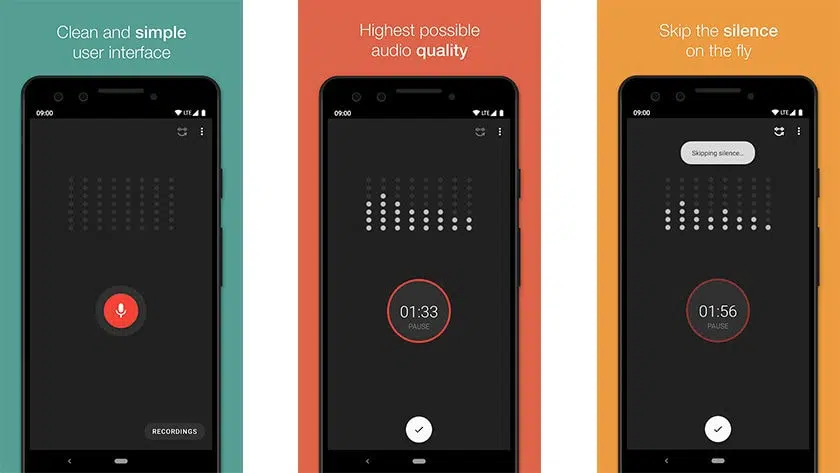 Clean and simple
user interface
09:00
LTE
RECORDINGS
Highest possible
audio quality
09:00
LTE
01:33
PAUSE
Skip the silence
on the fly
09:00
LTE
Skipping silence...
01:56
PAUSE